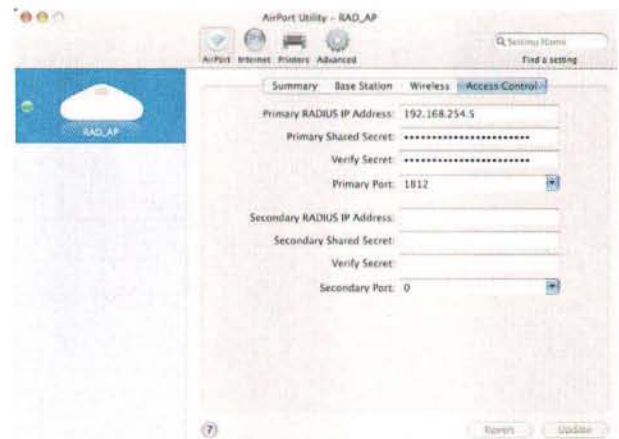 AirPort Utility – RAD_AP
AirPort Internet Printers Advanced
Setting Name
Find a setting
Summary Base Station Wireless Access Control
RAD_AP
Primary RADIUS IP Address: 192.168.254.5
Primary Shared Secret: ••••••••••••••••••••••••
Verify Secret: ••••••••••••••••••••••••
Primary Port: 1812
Secondary RADIUS IP Address:
Secondary Shared Secret:
Verify Secret:
Secondary Port: 0
? Revert Update